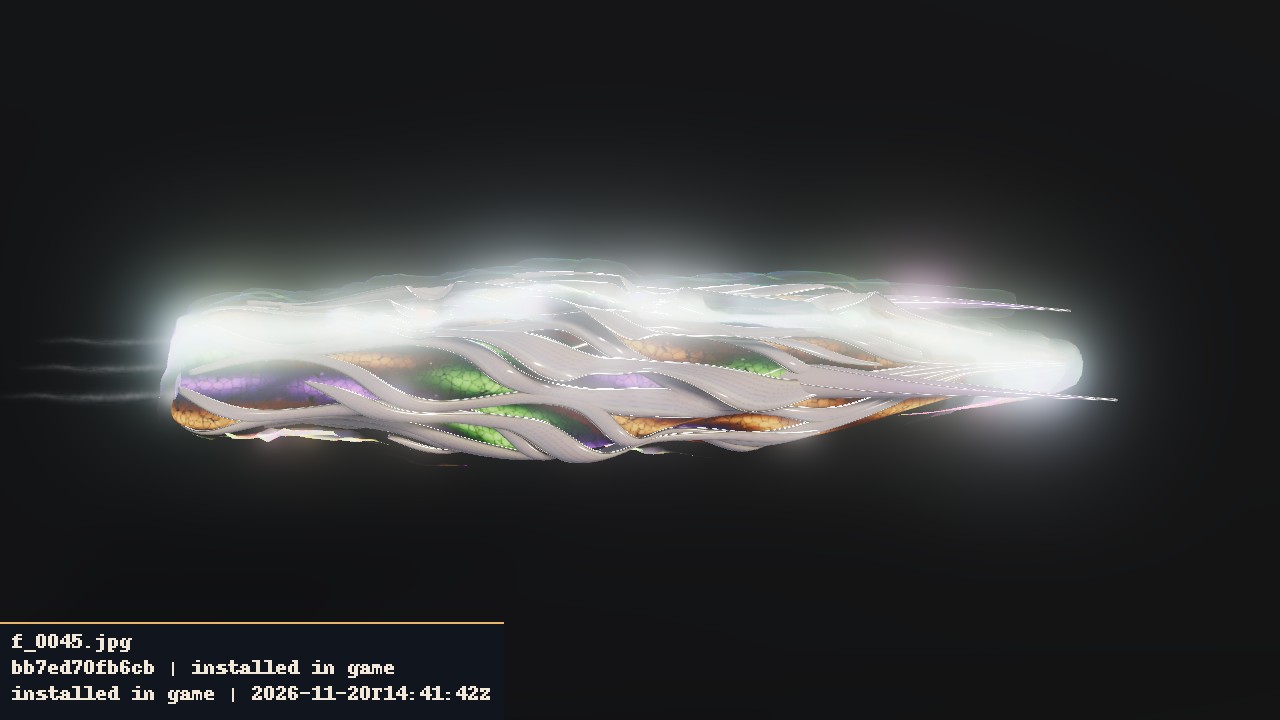 f_0045.jpg
bb7ed70fb6cb | installed in game
installed in game | 2026-11-20T14:41:42Z